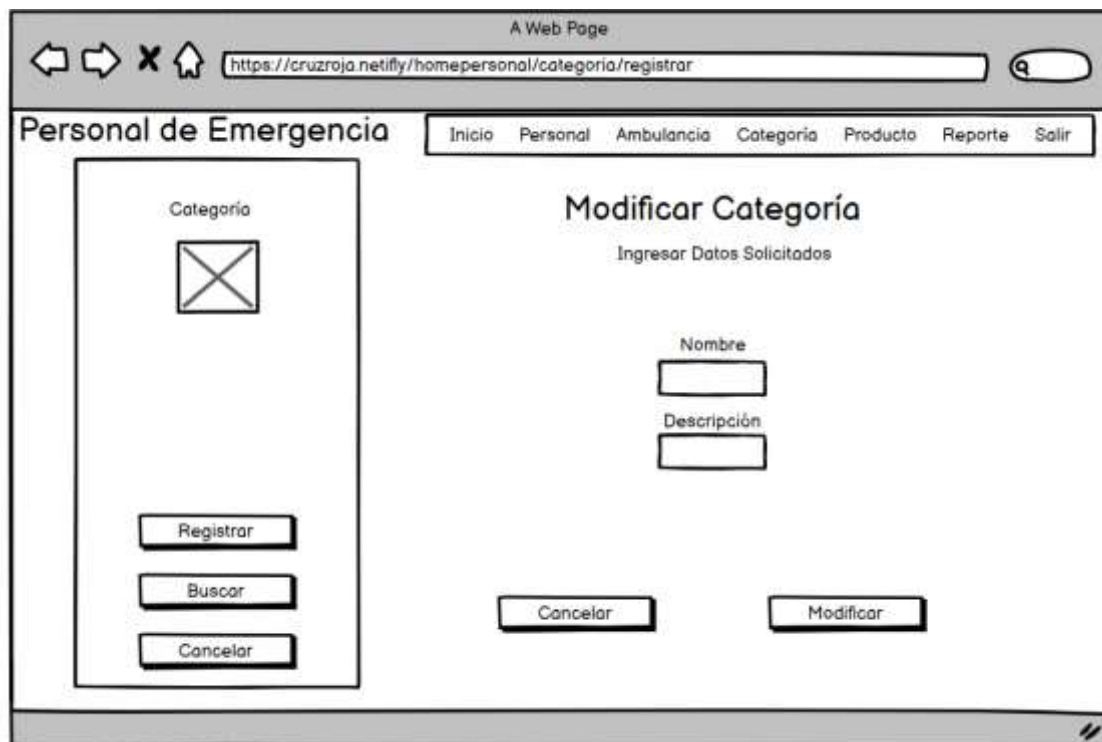 A Web Page
https://cruzroja.netifly/homepersonal/categoria/registrar
Personal de Emergencia
Inicio Personal Ambulancia Categoría Producto Reporte Salir
Categoría
Registrar
Buscar
Cancelar
Modificar Categoría
Ingresar Datos Solicitados
Nombre
Descripción
Cancelar Modificar